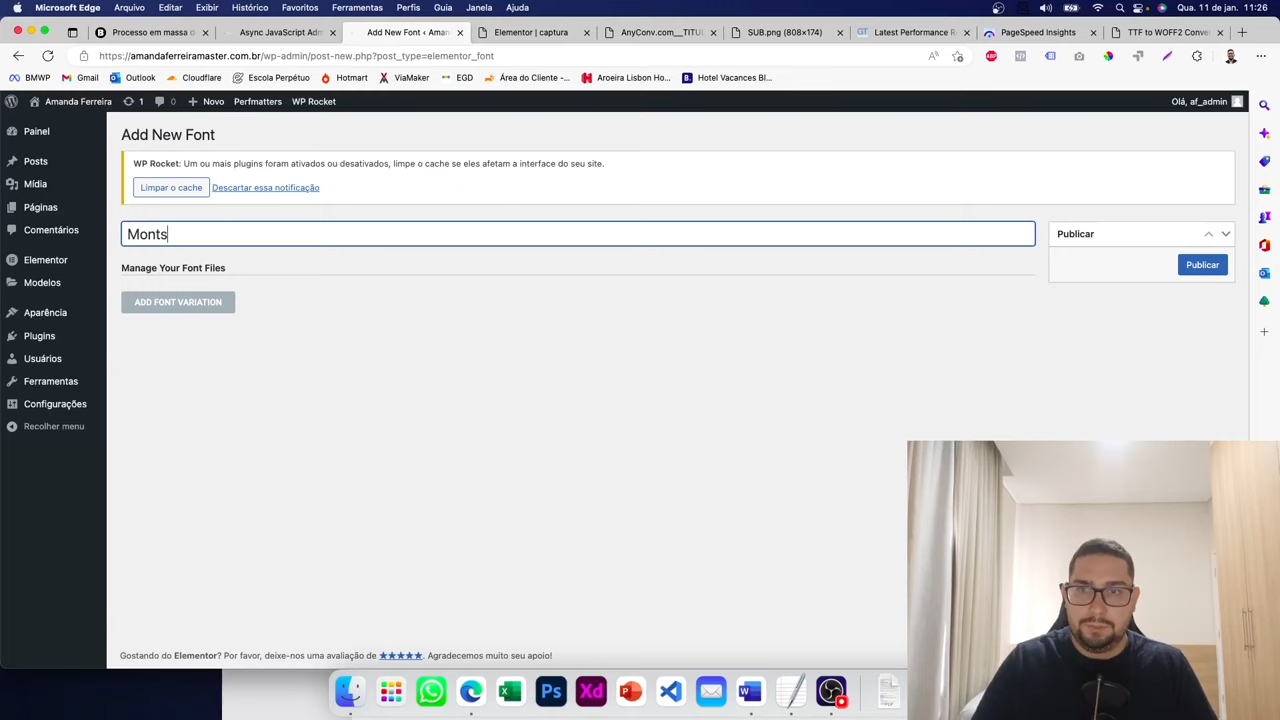 Microsoft Edge Arquivo Editar Exibir Histórico Favoritos Ferramentas Perfis Guia Janela Ajuda Qua. 11 de jan. 11:26
Processo em massa d Async JavaScript Adm Add New Font ‹ Aman Elementor | captura AnyConv.com__TITU SUB.png (808×174) Latest Performance R PageSpeed Insights TTF to WOFF2 Conve
https://amandaferreiramaster.com.br/wp-admin/post-new.php?post_type=elementor_font
BMWP Gmail Outlook Cloudflare Escola Perpétuo Hotmart ViaMaker EGD Área do Cliente -... Aroeira Lisbon Ho... Hotel Vacances Bl...
Amanda Ferreira 1 0 Novo Perfmatters WP Rocket Olá, af_admin
Painel
Posts
Mídia
Páginas
Comentários
Elementor
Modelos
Aparência
Plugins
Usuários
Ferramentas
Configurações
Recolher menu
Add New Font
WP Rocket: Um ou mais plugins foram ativados ou desativados, limpe o cache se eles afetam a interface do seu site.
Limpar o cache Descartar essa notificação
Monts
Manage Your Font Files
ADD FONT VARIATION
Publicar
Publicar
Gostando do Elementor? Por favor, deixe-nos uma avaliação de ★★★★★. Agradecemos muito seu apoio!